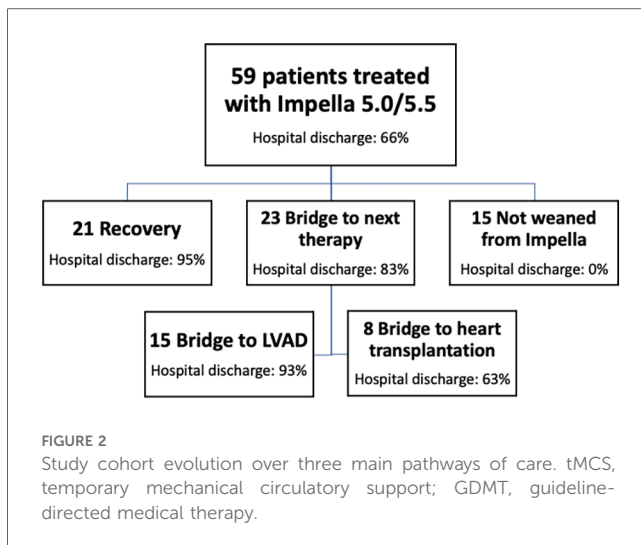 59 patients treated
with Impella 5.0/5.5
Hospital discharge: 66%
21 Recovery
Hospital discharge: 95%
23 Bridge to next
therapy
Hospital discharge: 83%
15 Not weaned
from Impella
Hospital discharge: 0%
15 Bridge to LVAD
Hospital discharge: 93%
8 Bridge to heart
transplantation
Hospital discharge: 63%
FIGURE 2
Study cohort evolution over three main pathways of care. tMCS,
temporary mechanical circulatory support; GDMT, guideline-
directed medical therapy.